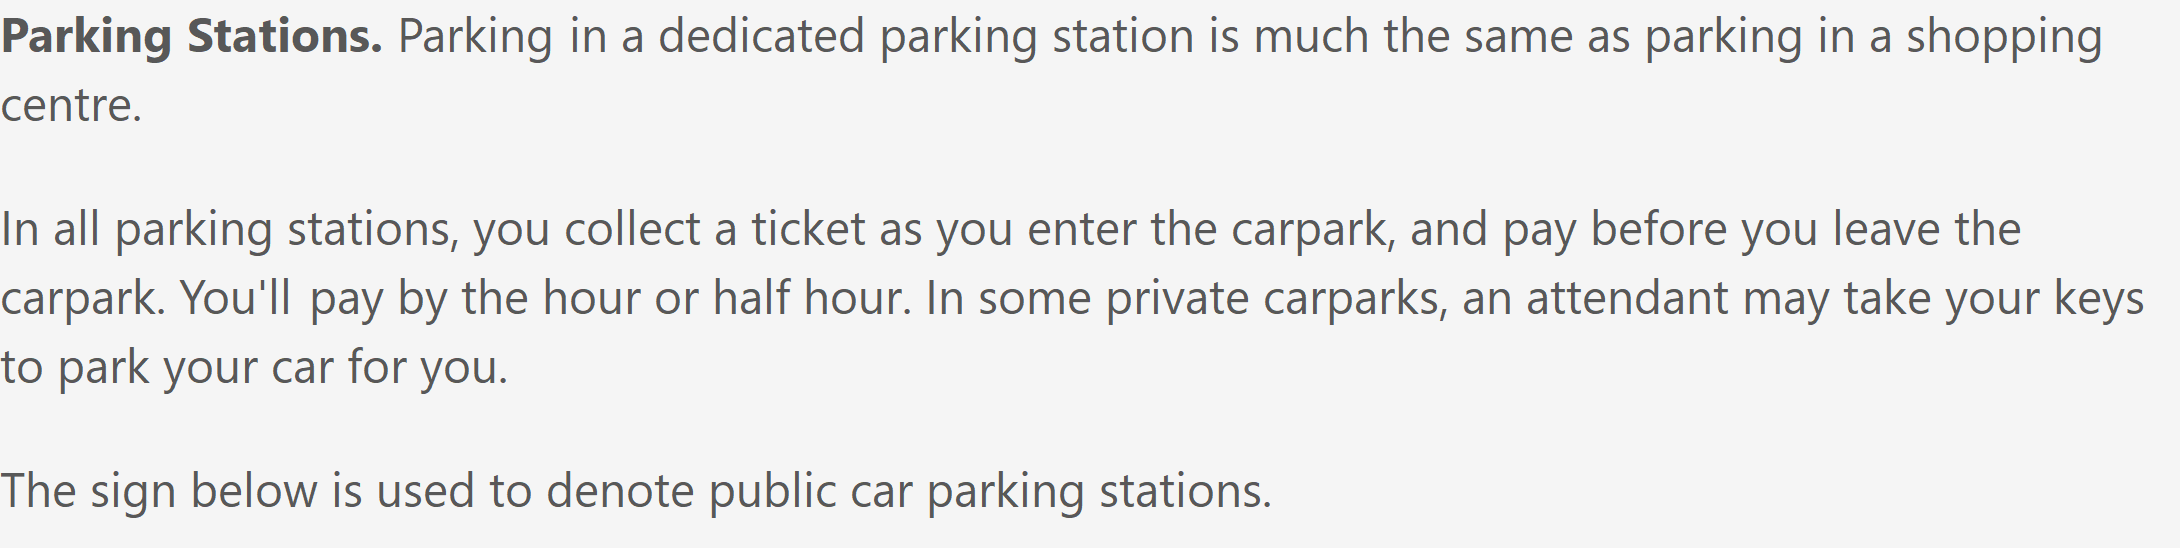 Parking Stations. Parking in a dedicated parking station is much the same as parking in a shopping
centre.
In all parking stations, you collect a ticket as you enter the carpark, and pay before you leave the
carpark. You'll pay by the hour or half hour. In some private carparks, an attendant may take your keys
to park your car for you.
The sign below is used to denote public car parking stations.